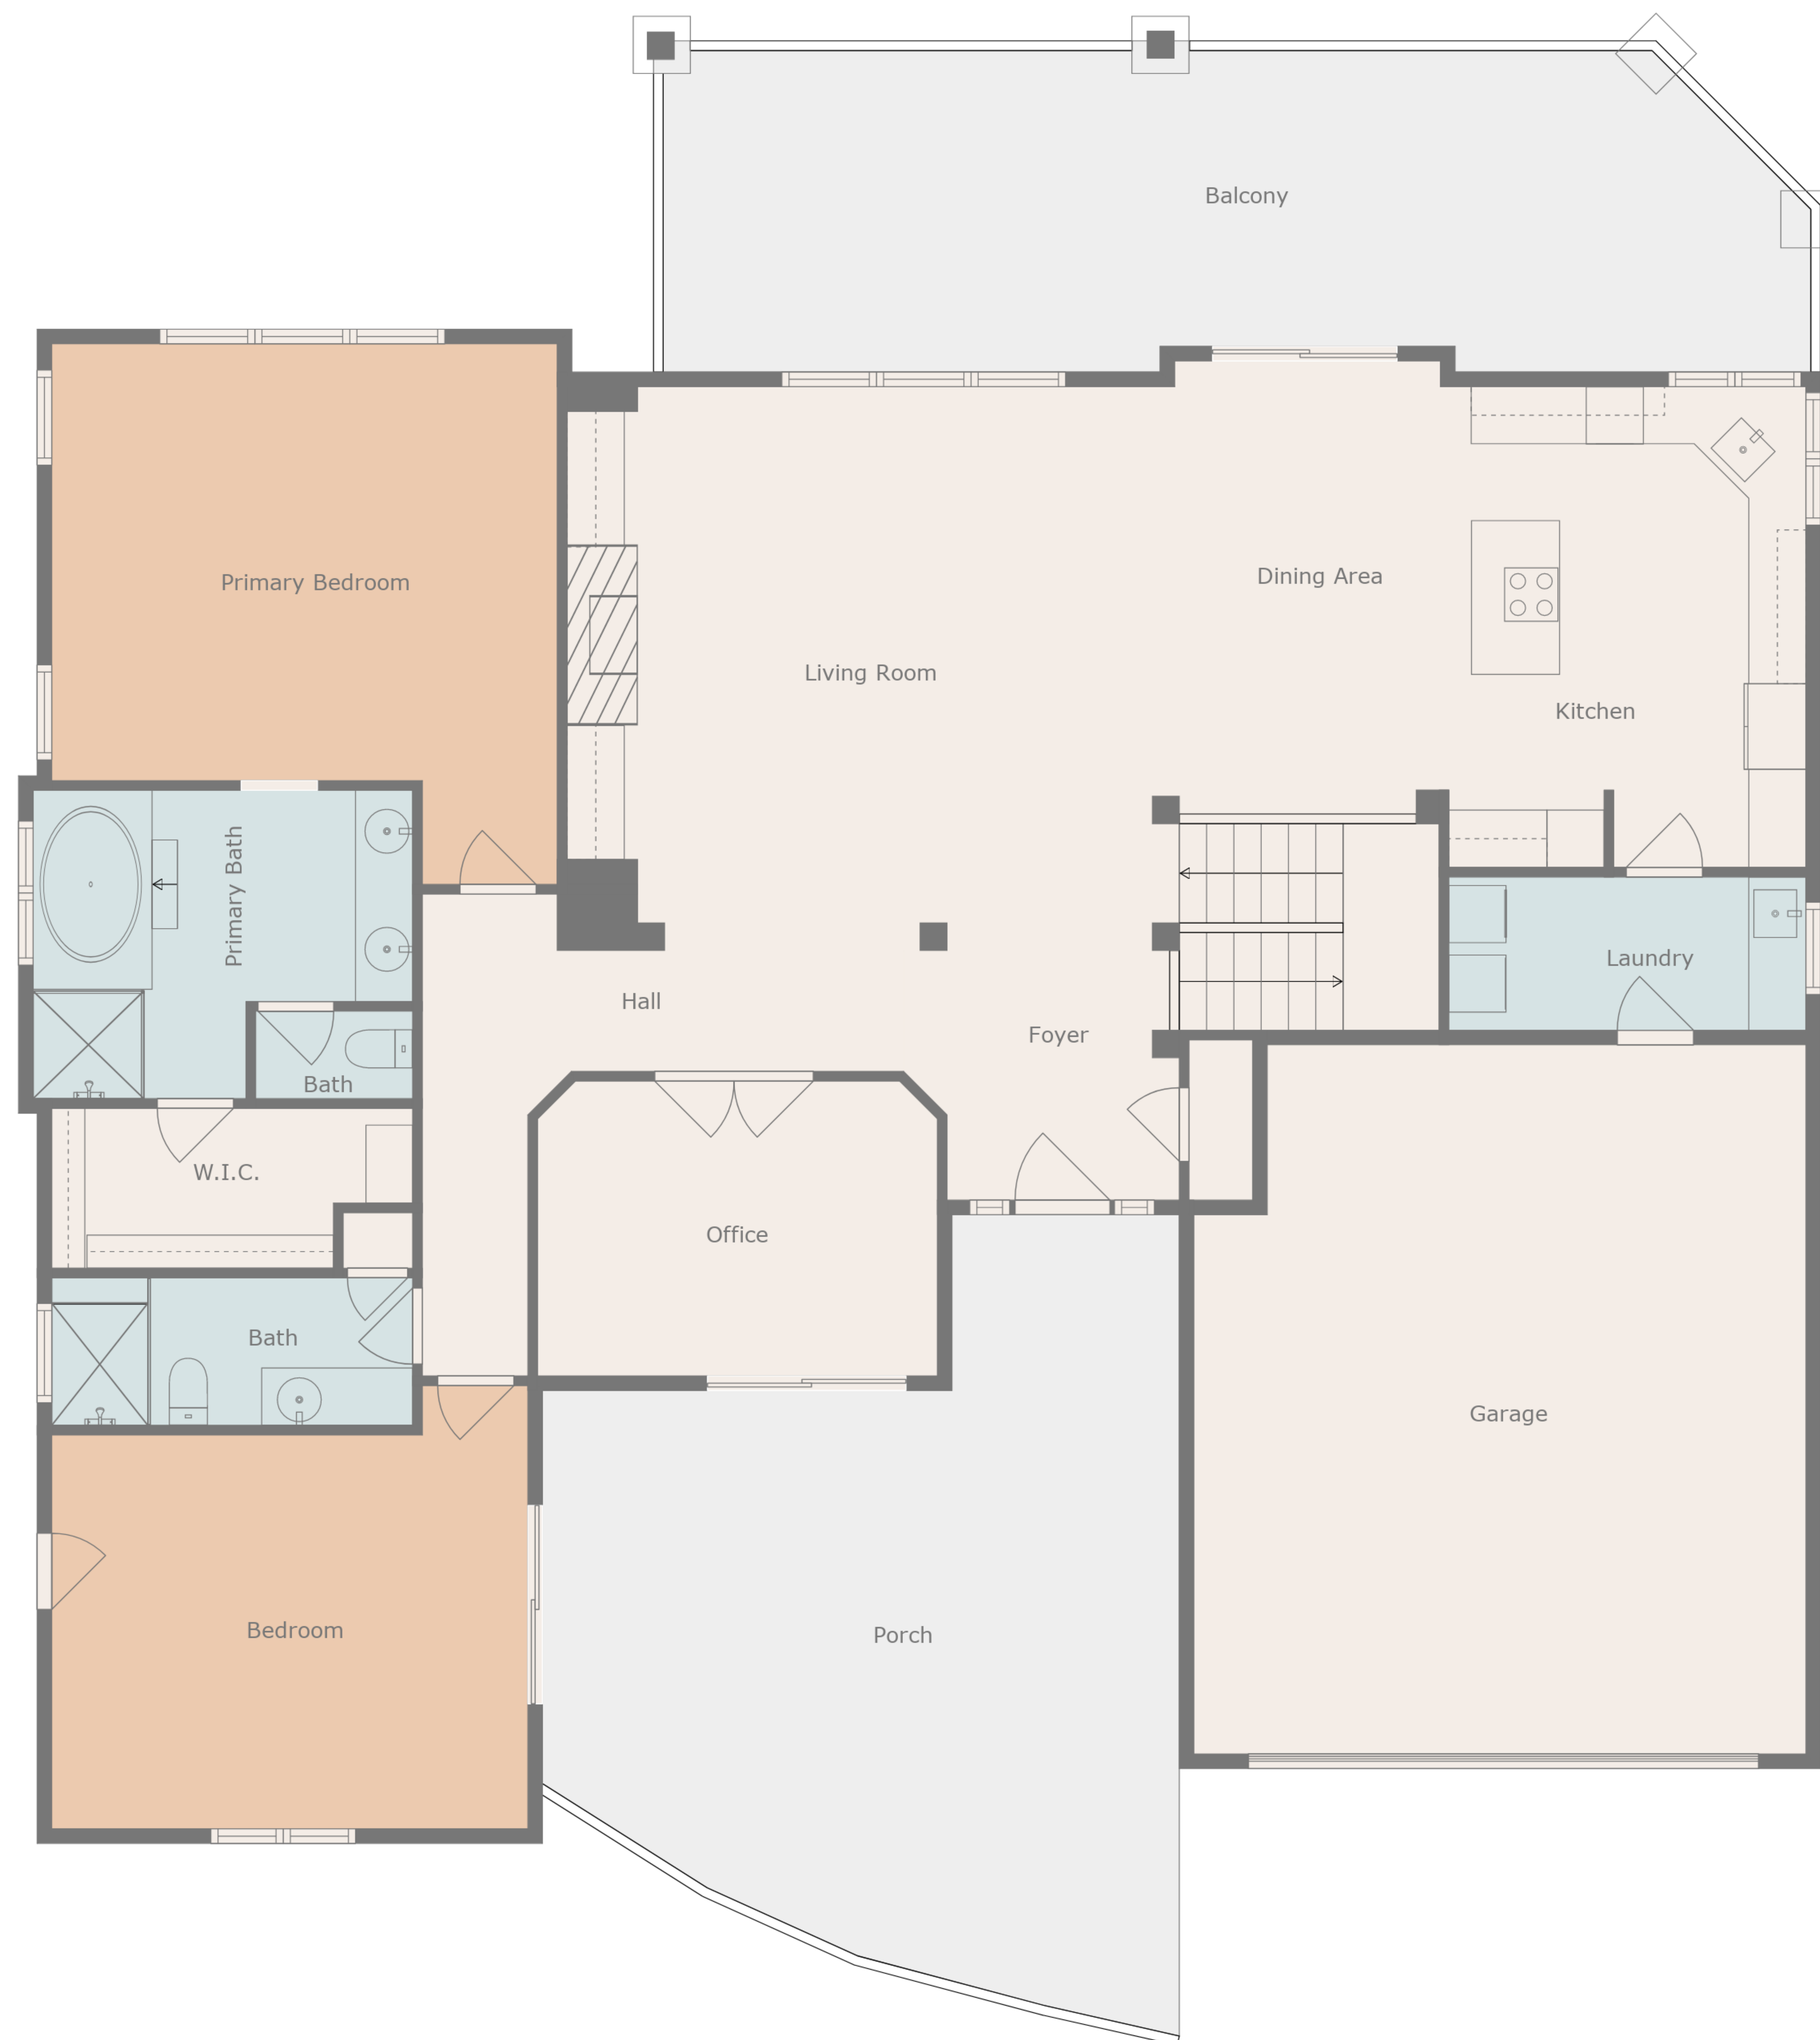 Balcony
Dining Area
Primary Bedroom
Living Room
Kitchen
Primary Bath
Laundry
Hall
Foyer
Bath
W.I.C.
Office
Bath
Garage
Bedroom
Porch